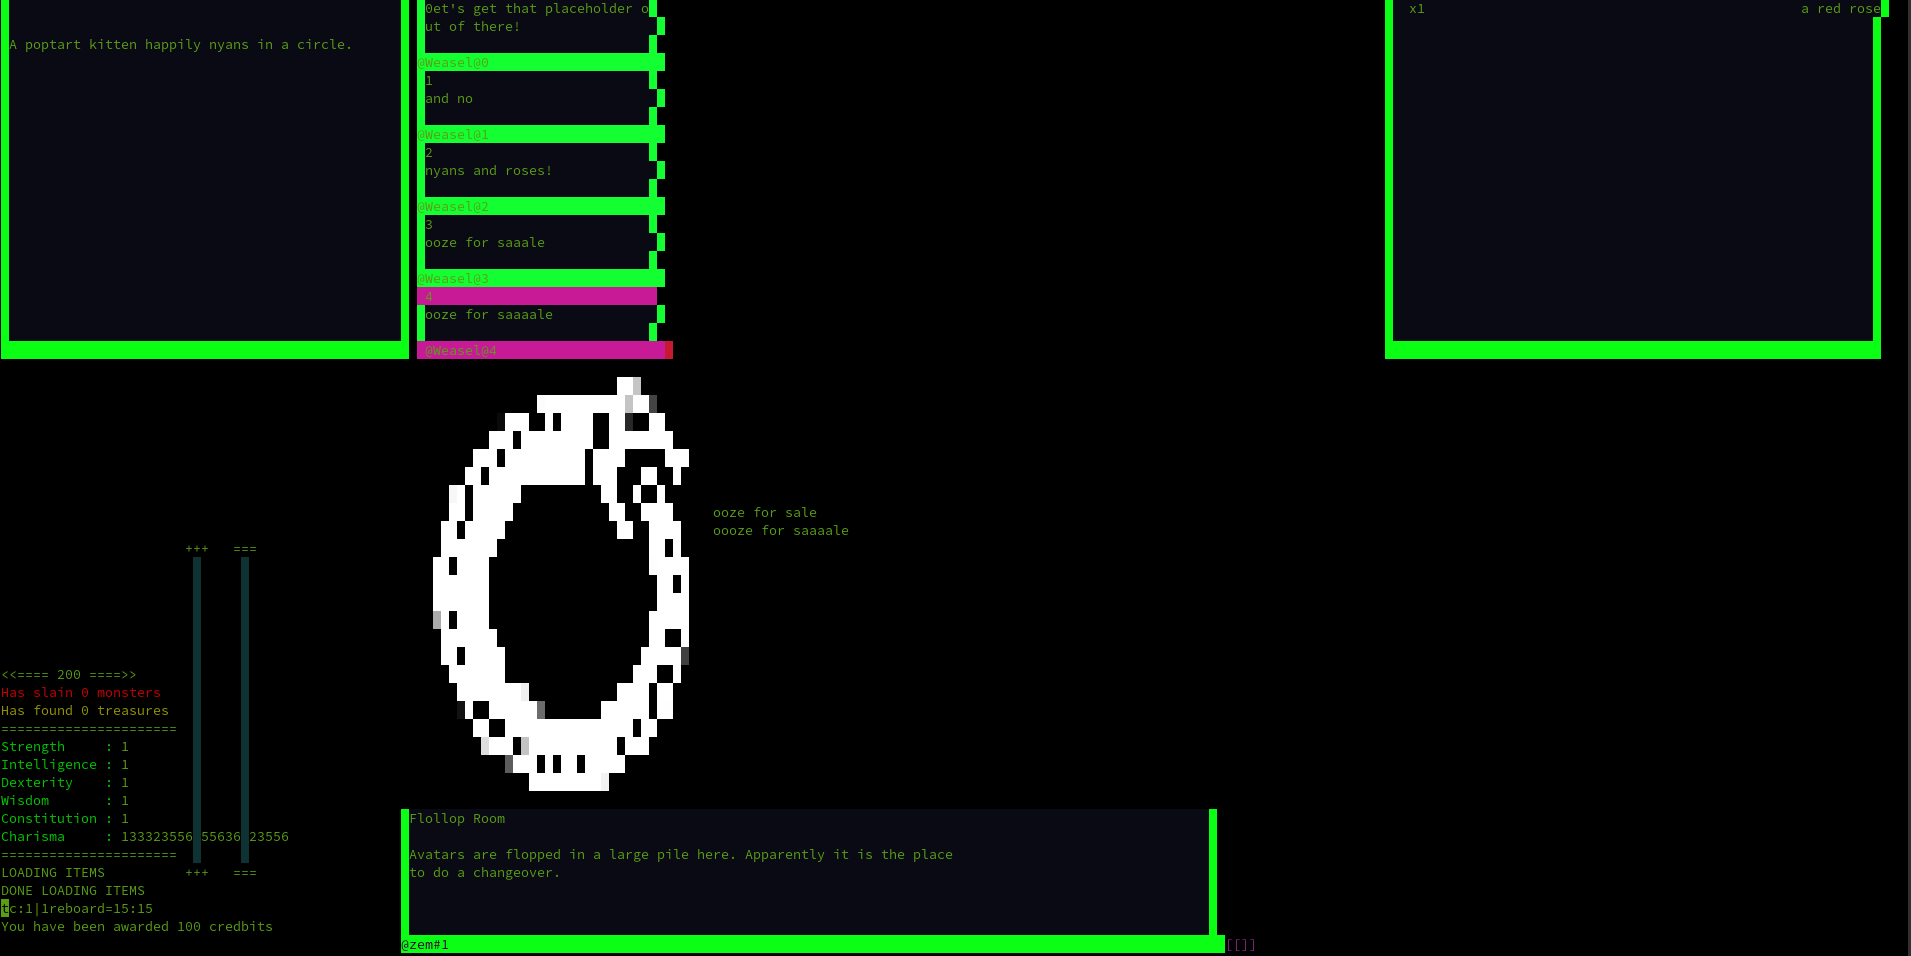 A poptart kitten happily nyans in a circle.
0et's get that placeholder o
ut of there!
@Weasel@0
1
and no
@Weasel@1
2
nyans and roses!
@Weasel@2
3
ooze for saaale
@Weasel@3
4
ooze for saaaale
@Weasel@4
x1 a red rose
ooze for sale
oooze for saaaale
+++ ===
<<==== 200 ====>>
Has slain 0 monsters
Has found 0 treasures
======================
Strength : 1
Intelligence : 1
Dexterity : 1
Wisdom : 1
Constitution : 1
Charisma : 133323556 55636 23556
======================
LOADING ITEMS +++ ===
DONE LOADING ITEMS
tc:1|1reboard=15:15
You have been awarded 100 credbits
Flollop Room
Avatars are flopped in a large pile here. Apparently it is the place
to do a changeover.
@zem#1 [[]]